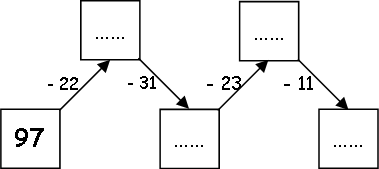 ...... ......
- 22 - 31 - 23 - 11
97 ...... ......